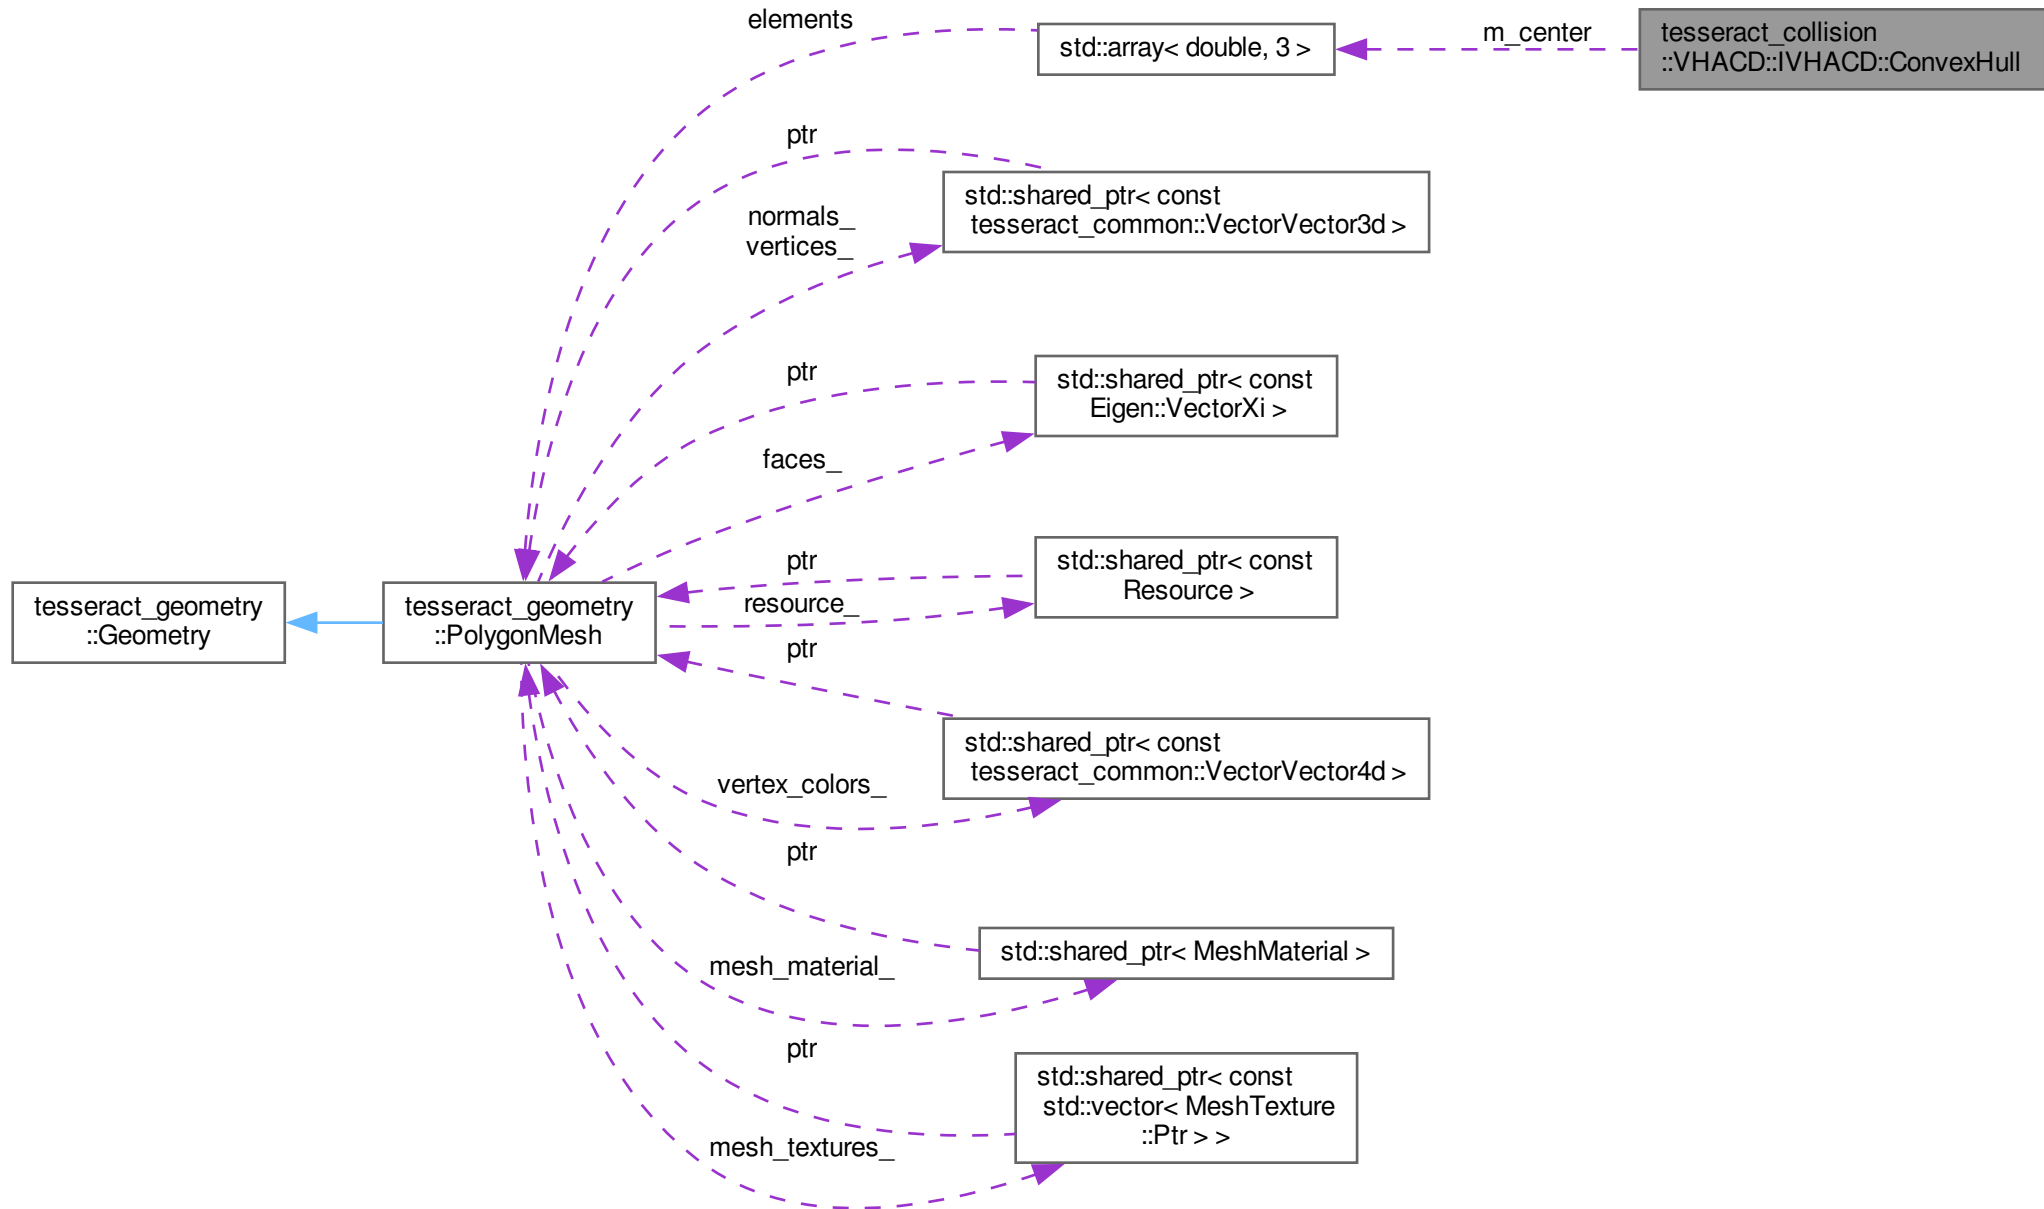 elements
std::array< double, 3 >
m_center
tesseract_collision
::VHACD::IVHACD::ConvexHull
ptr
std::shared_ptr< const
tesseract_common::VectorVector3d >
normals_
vertices_
ptr
std::shared_ptr< const
Eigen::VectorXi >
faces_
ptr
std::shared_ptr< const
Resource >
resource_
tesseract_geometry
::Geometry
tesseract_geometry
::PolygonMesh
ptr
std::shared_ptr< const
tesseract_common::VectorVector4d >
vertex_colors_
ptr
std::shared_ptr< MeshMaterial >
mesh_material_
ptr
std::shared_ptr< const
std::vector< MeshTexture
::Ptr > >
mesh_textures_